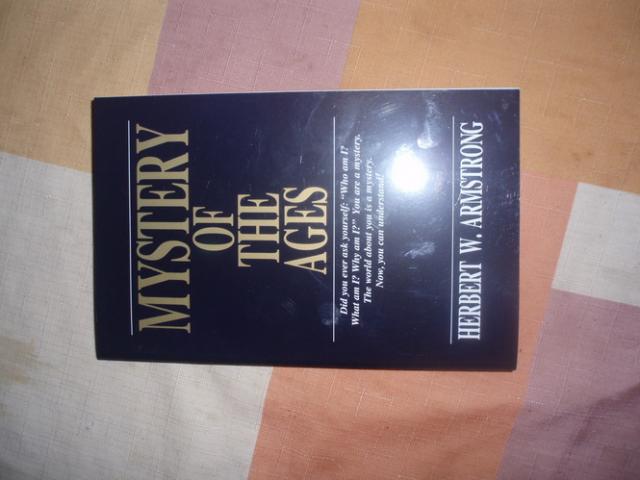 MYSTERY
OF
THE
AGES
Did you ever ask yourself: "Who am I?
What am I? Why am I?" You are a mystery.
The world about you is a mystery.
Now, you can understand!
HERBERT W. ARMSTRONG